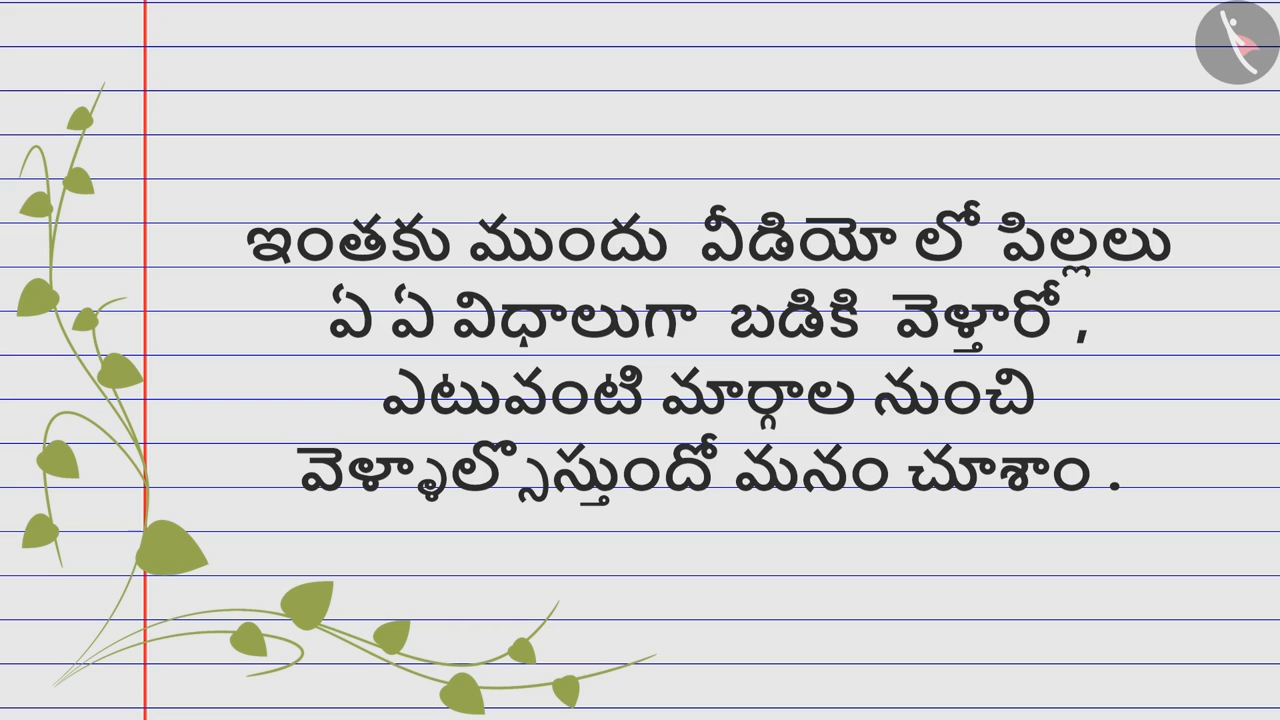 ఇంతకు ముందు వీడియో లో పిల్లలు
ఏ ఏ విధాలుగా బడికి వెళ్తారో ,
ఎటువంటి మార్గాల నుంచి
వెళ్ళాల్సొస్తుందో మనం చూశాం .